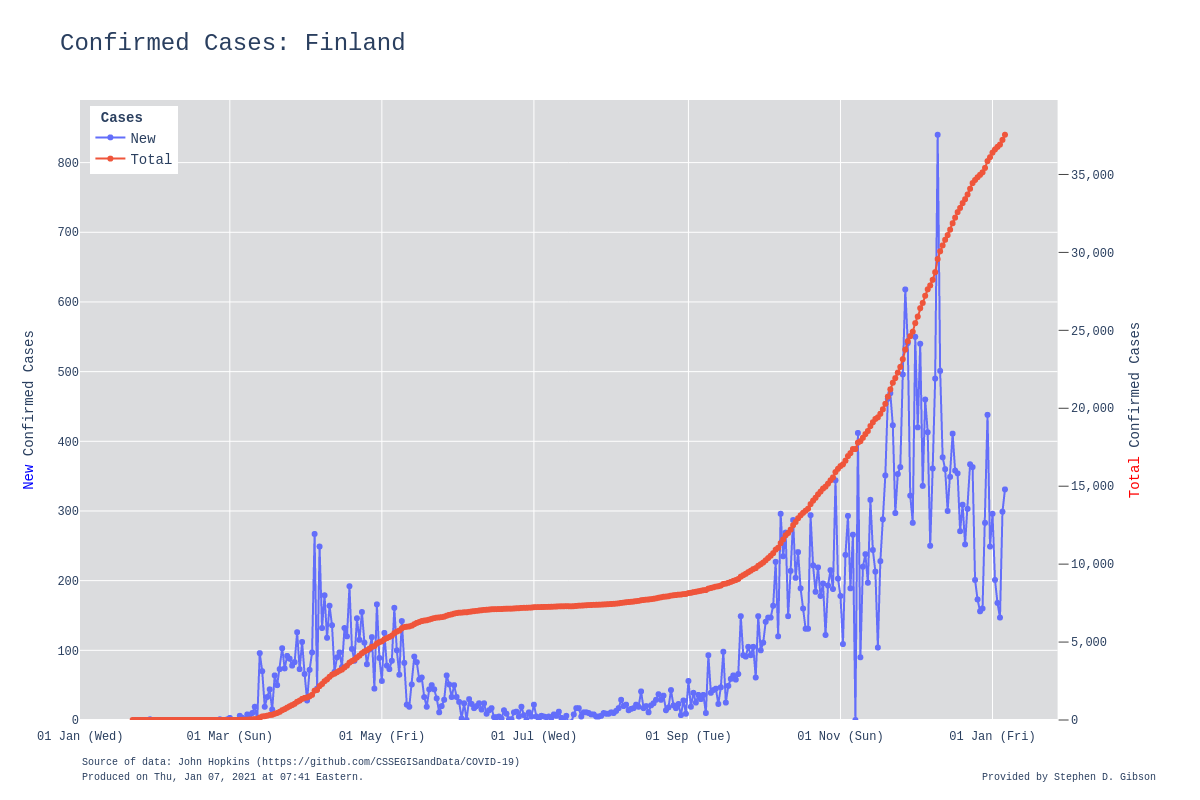 Confirmed Cases: Finland
Cases
New
Total
800
700
600
500
400
300
200
100
0
New Confirmed Cases
35,000
30,000
25,000
20,000
15,000
10,000
5,000
0
Total Confirmed Cases
01 Jan (Wed) 01 Mar (Sun) 01 May (Fri) 01 Jul (Wed) 01 Sep (Tue) 01 Nov (Sun) 01 Jan (Fri)
Source of data: John Hopkins (https://github.com/CSSEGISandData/COVID-19)
Produced on Thu, Jan 07, 2021 at 07:41 Eastern.
Provided by Stephen D. Gibson